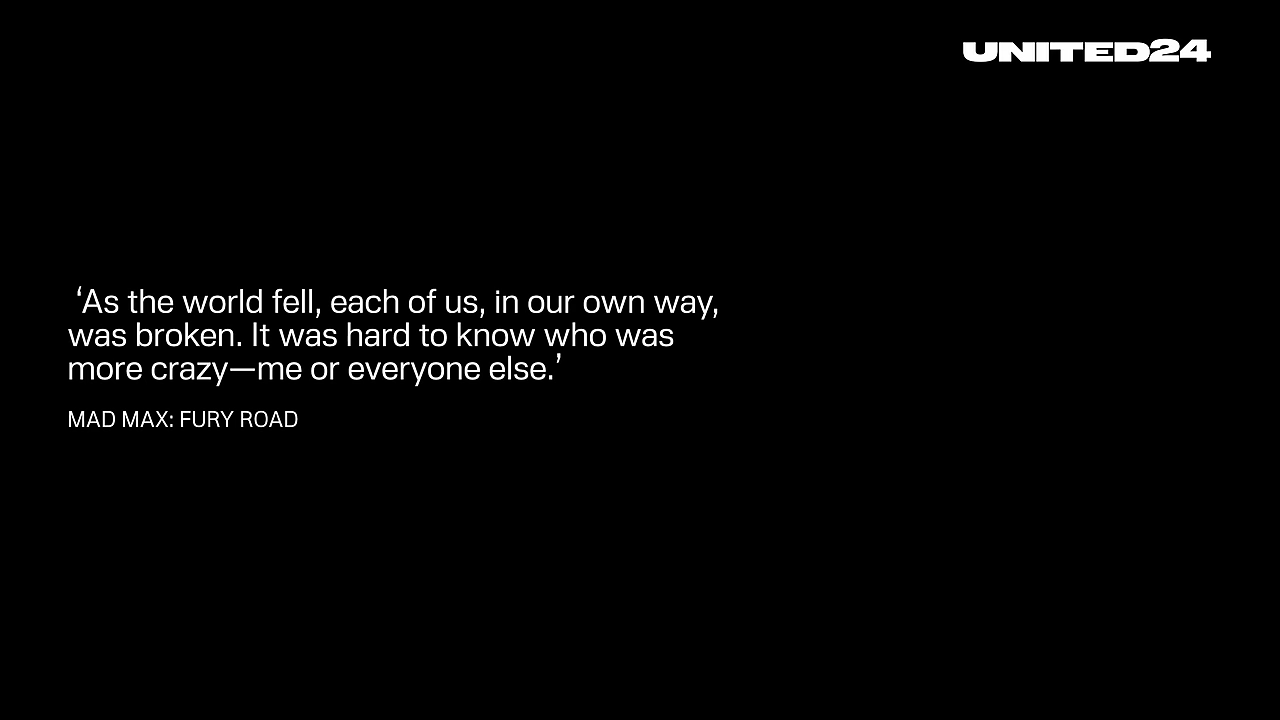 UNITED24
‘As the world fell, each of us, in our own way,
was broken. It was hard to know who was
more crazy—me or everyone else.’
MAD MAX: FURY ROAD